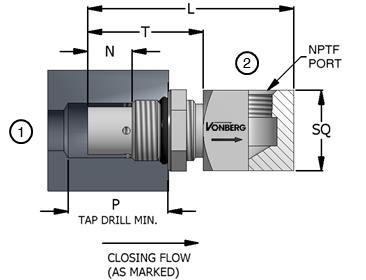 L
T
N
2
NPTF
PORT
1
VONBERG
SQ
P
TAP DRILL MIN.
CLOSING FLOW
(AS MARKED)